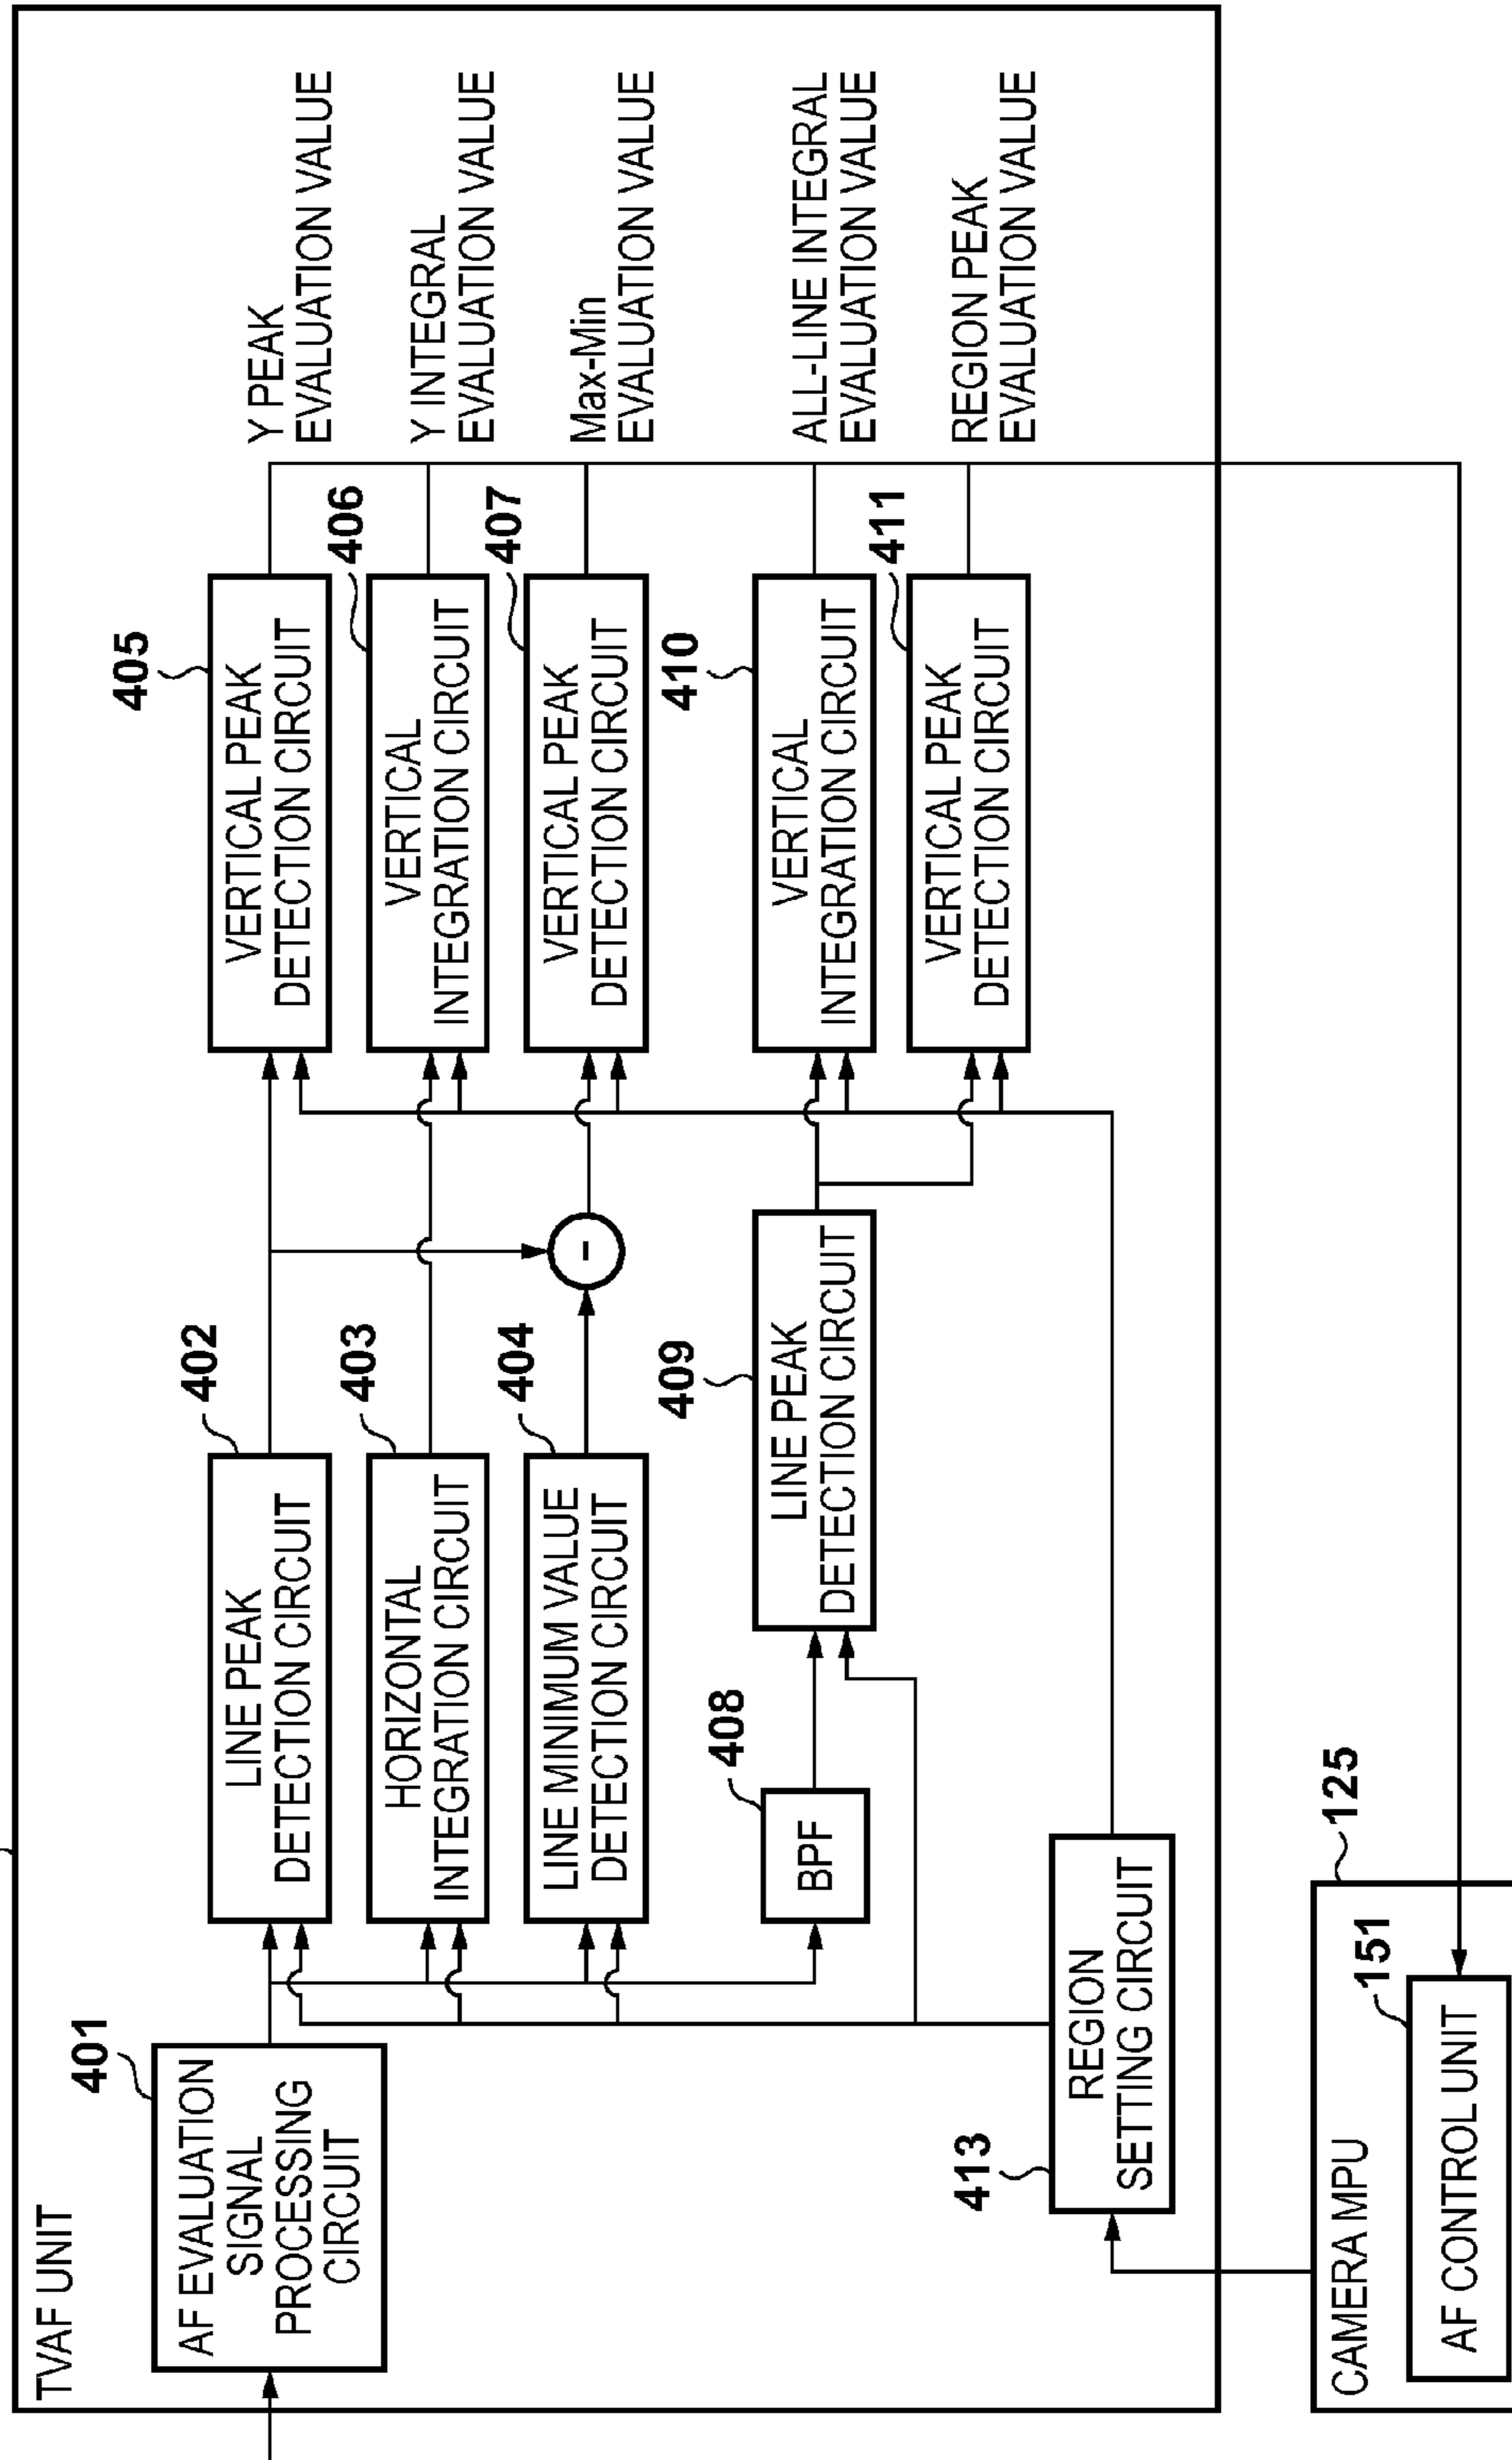 TVAF UNIT
401
AF EVALUATION
SIGNAL
PROCESSING
CIRCUIT
402
LINE PEAK
DETECTION CIRCUIT
403
HORIZONTAL
INTEGRATION CIRCUIT
404
LINE MINIMUM VALUE
DETECTION CIRCUIT
-
405
VERTICAL PEAK
DETECTION CIRCUIT
406
VERTICAL
INTEGRATION CIRCUIT
407
VERTICAL PEAK
DETECTION CIRCUIT
Y PEAK
EVALUATION VALUE
Y INTEGRAL
EVALUATION VALUE
Max-Min
EVALUATION VALUE
408
BPF
409
LINE PEAK
DETECTION CIRCUIT
410
VERTICAL
INTEGRATION CIRCUIT
411
VERTICAL PEAK
DETECTION CIRCUIT
ALL-LINE INTEGRAL
EVALUATION VALUE
REGION PEAK
EVALUATION VALUE
413
REGION
SETTING CIRCUIT
CAMERA MPU
125
151
AF CONTROL UNIT